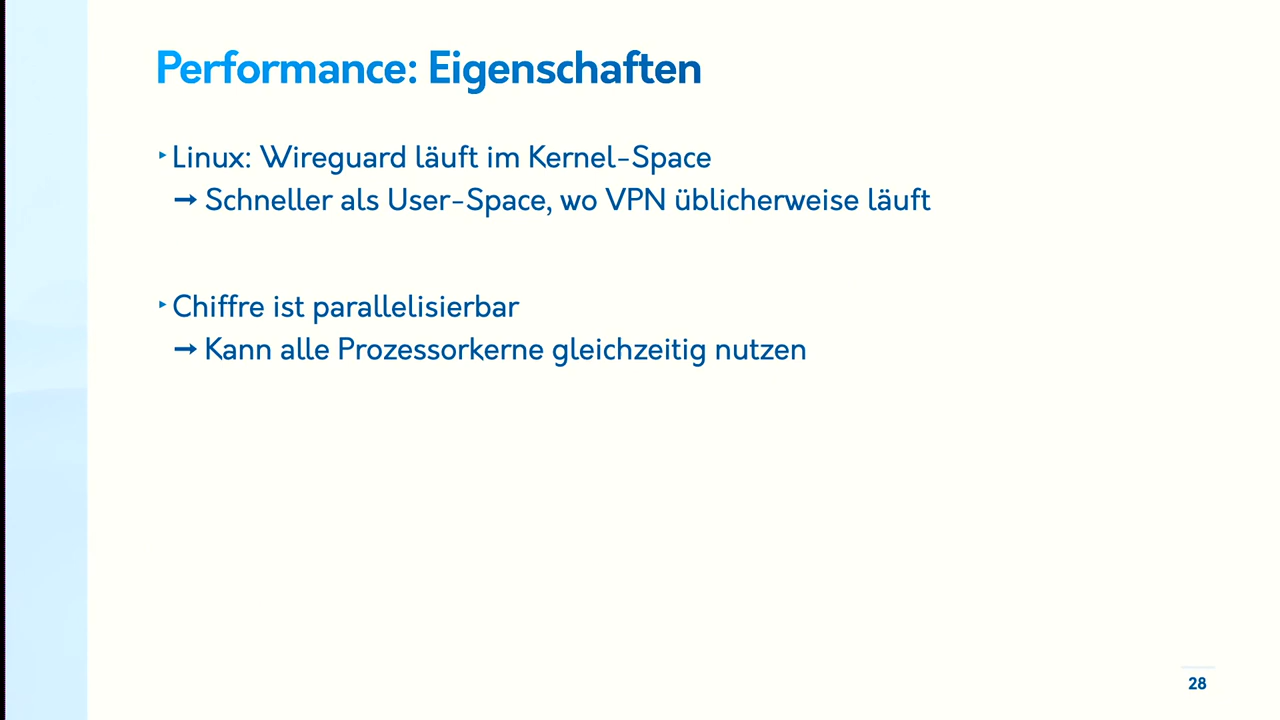 Performance: Eigenschaften
‣ Linux: Wireguard läuft im Kernel-Space
→ Schneller als User-Space, wo VPN üblicherweise läuft
‣ Chiffre ist parallelisierbar
→ Kann alle Prozessorkerne gleichzeitig nutzen
28